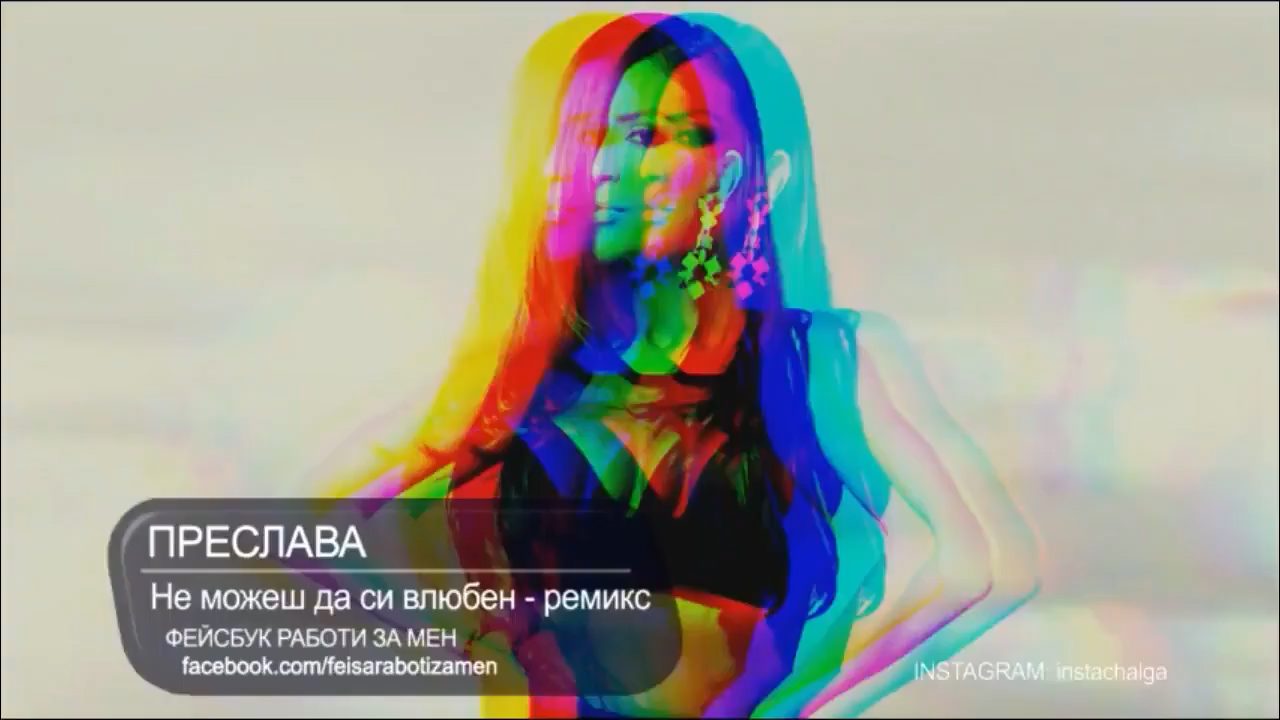 ПРЕСЛАВА
Не можеш да си влюбен - ремикс
ФЕЙСБУК РАБОТИ ЗА МЕН
facebook.com/feisarabotizamen
INSTAGRAM: instachalga